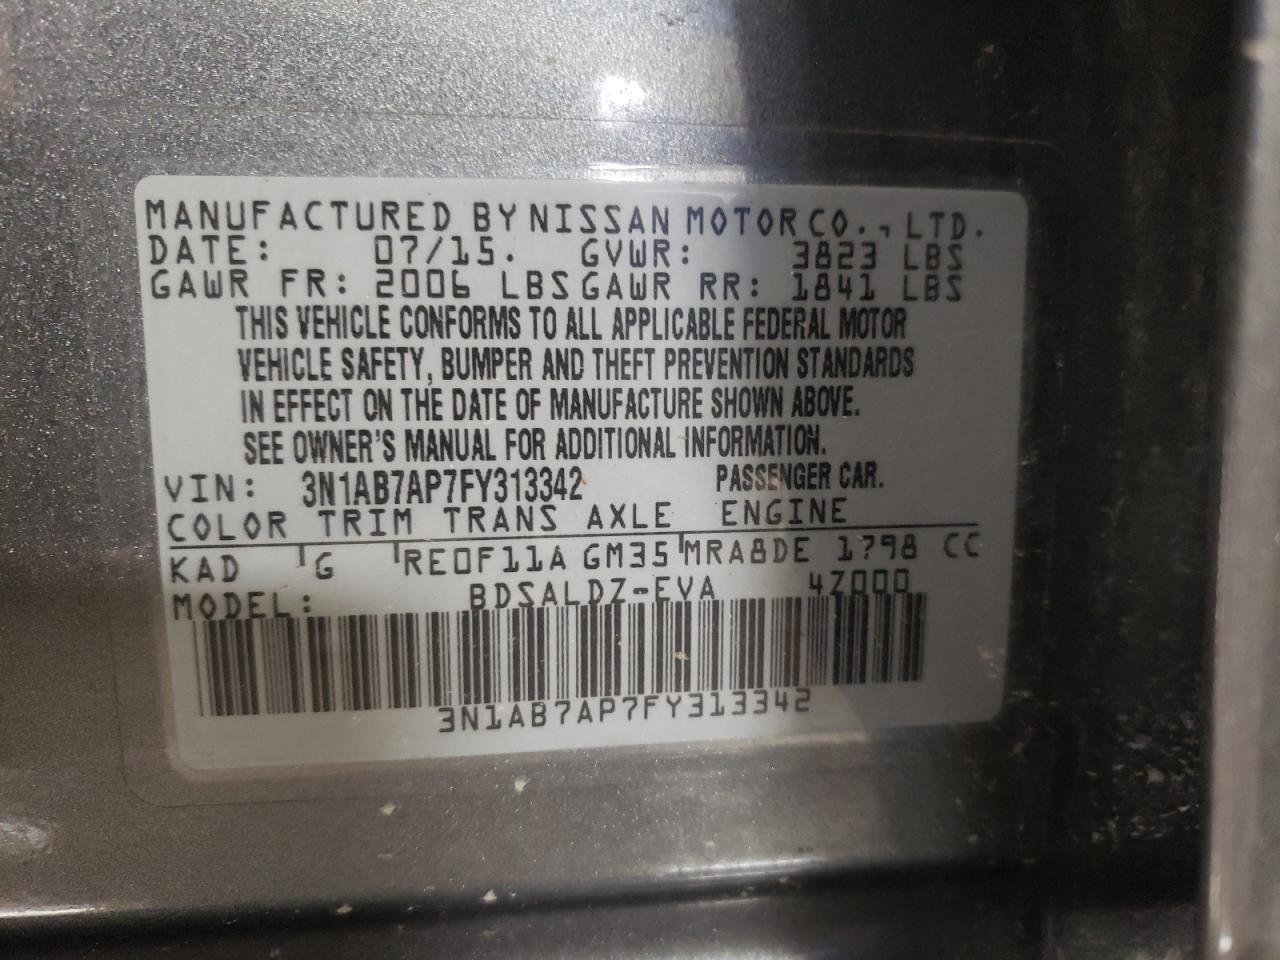 MANUFACTURED BY NISSAN MOTOR CO., LTD.
DATE: 07/15. GVWR: 3823 LBS
GAWR FR: 2006 LBS GAWR RR: 1841 LBS
THIS VEHICLE CONFORMS TO ALL APPLICABLE FEDERAL MOTOR
VEHICLE SAFETY, BUMPER AND THEFT PREVENTION STANDARDS
IN EFFECT ON THE DATE OF MANUFACTURE SHOWN ABOVE.
SEE OWNER'S MANUAL FOR ADDITIONAL INFORMATION.
VIN: 3N1AB7AP7FY313342 PASSENGER CAR.
COLOR TRIM TRANS AXLE ENGINE
KAD G RE0F11A GM35 MRA8DE 1798 CC
MODEL: BDSALDZ-EVA 4Z000
3N1AB7AP7FY313342